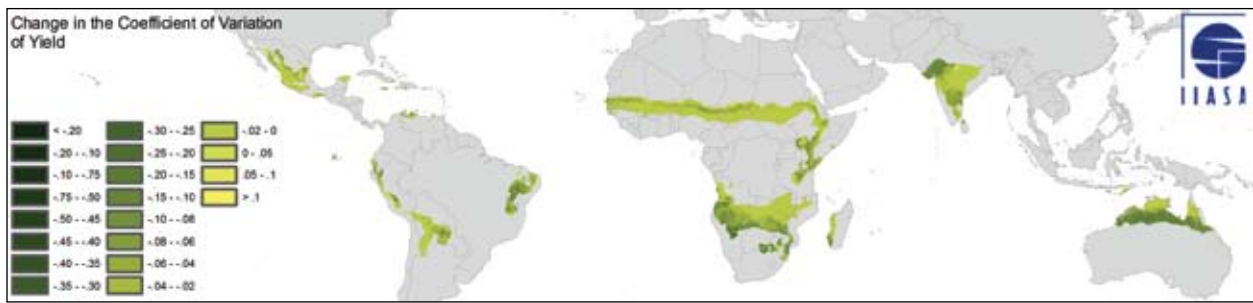 Change in the Coefficient of Variation
of Yield
< -.20
-.20 - -.10
-.10 - -.75
-.75 - -.50
-.50 - -.45
-.45 - -.40
-.40 - -.35
-.35 - -.30
-.30 - -.25
-.25 - -.20
-.20 - -.15
-.15 - -.10
-.10 - -.08
-.08 - -.06
-.06 - -.04
-.04 - -.02
-.02 - 0
0 - .05
.05 - .1
> .1
IIASA